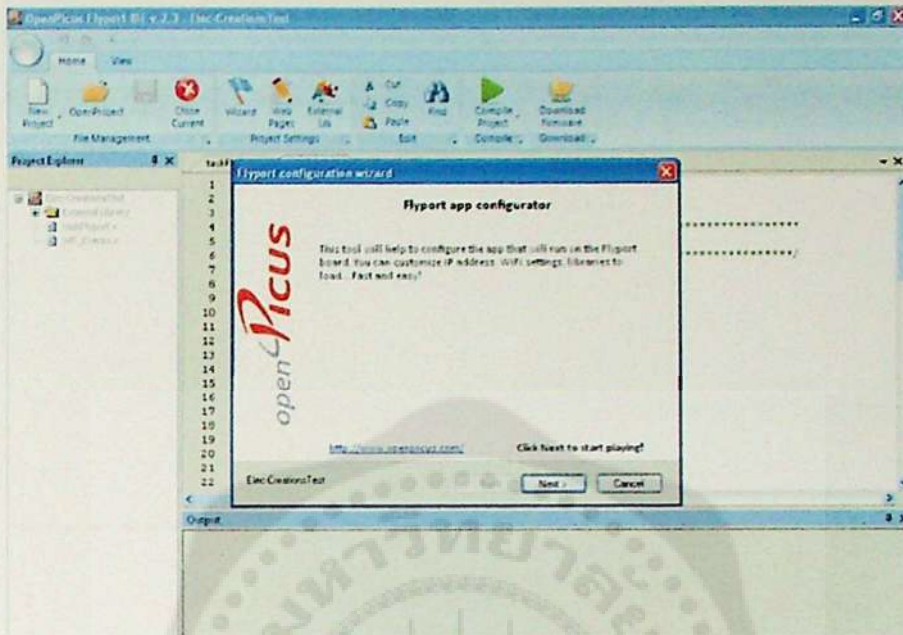 OpenPicus Flyport IDE v.2.3 - Elec-CreationsTest
Home View
New Project
OpenProject
Close Current
Wizard
Web Pages
External Lib
Cut
Copy
Paste
Find
Compile Project
Download Firmware
File Management
Project Settings
Edit
Compiler
Download
Project Explorer
1
2
3
4
5
6
7
8
9
10
11
12
13
14
15
16
17
18
19
20
21
22
Flyport configuration wizard
Flyport app configurator
This tool will help to configure the app that will run on the Flyport
board. You can customize IP address, WiFi settings, libraries to
load... Fast and easy!
openPicus
http://www.openpicus.com/
Click Next to start playing!
Next >
Cancel
Output